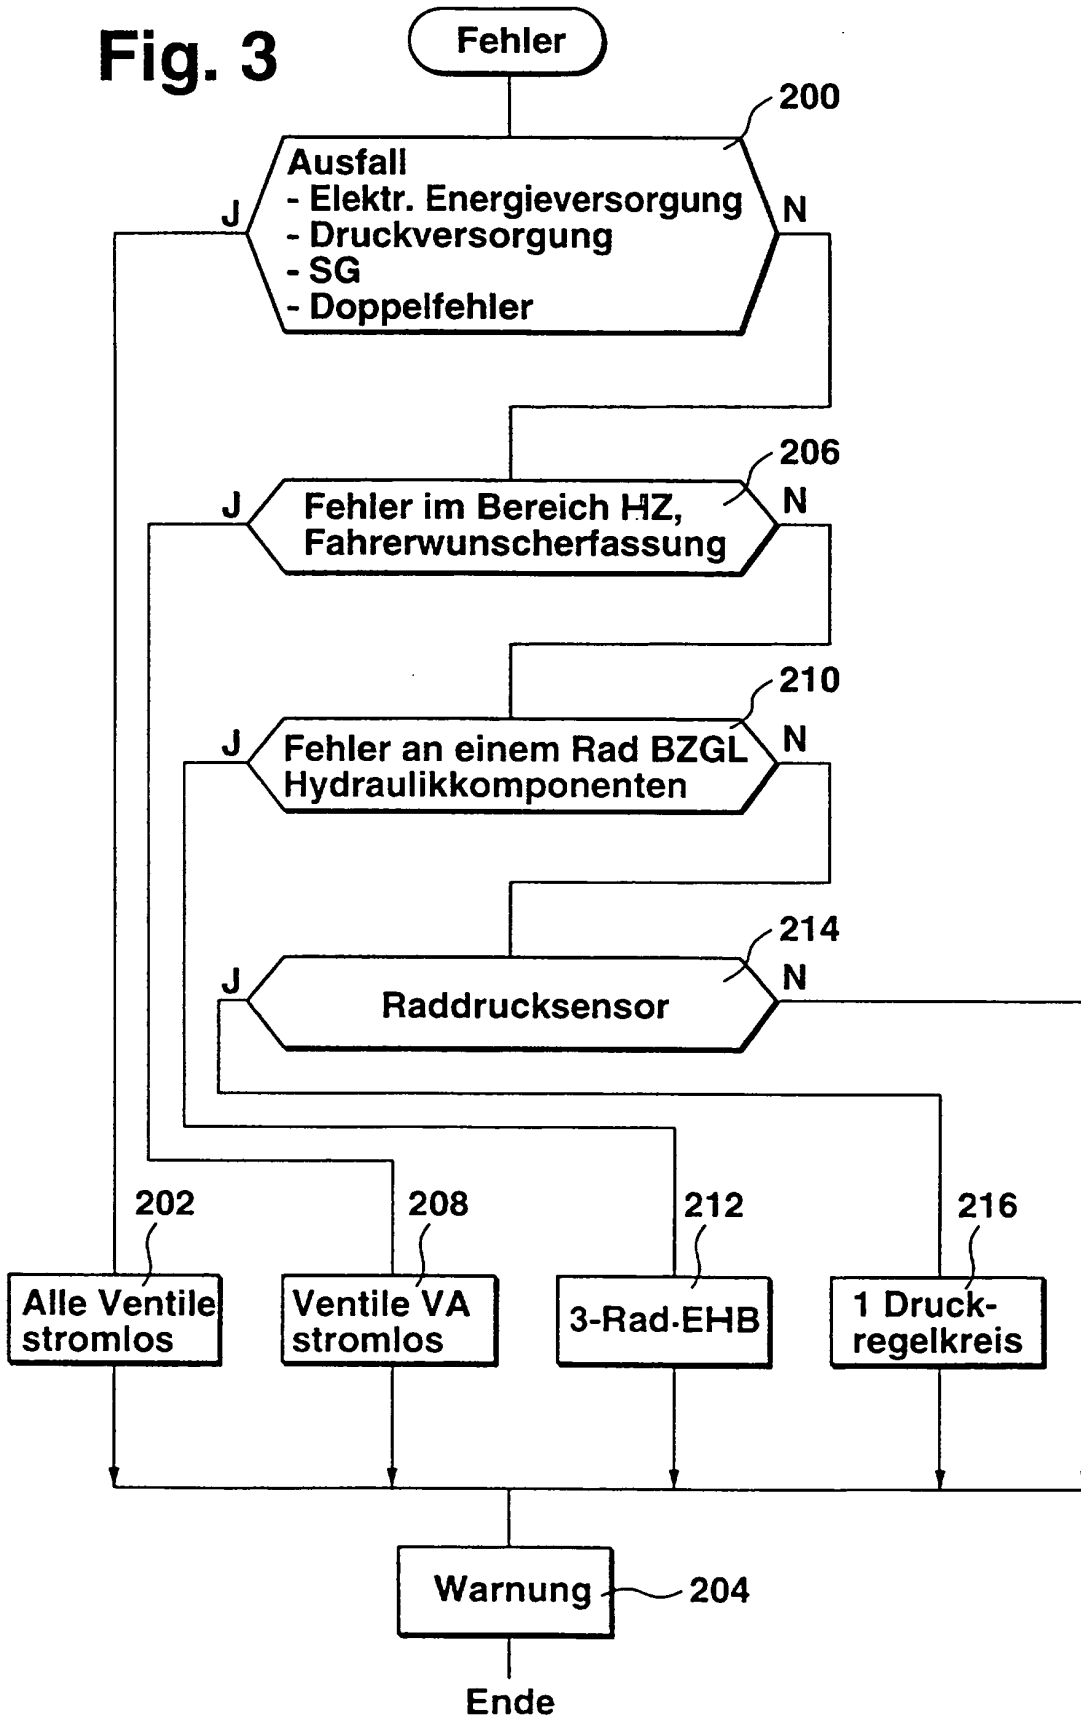 Fig. 3
Fehler
200
Ausfall
- Elektr. Energieversorgung
- Druckversorgung
- SG
- Doppelfehler
J
N
206
Fehler im Bereich HZ,
Fahrerwunscherfassung
J
N
210
Fehler an einem Rad BZGL
Hydraulikkomponenten
J
N
214
Raddrucksensor
J
N
202
208
212
216
Alle Ventile
stromlos
Ventile VA
stromlos
3-Rad-EHB
1 Druck-
regelkreis
Warnung
204
Ende